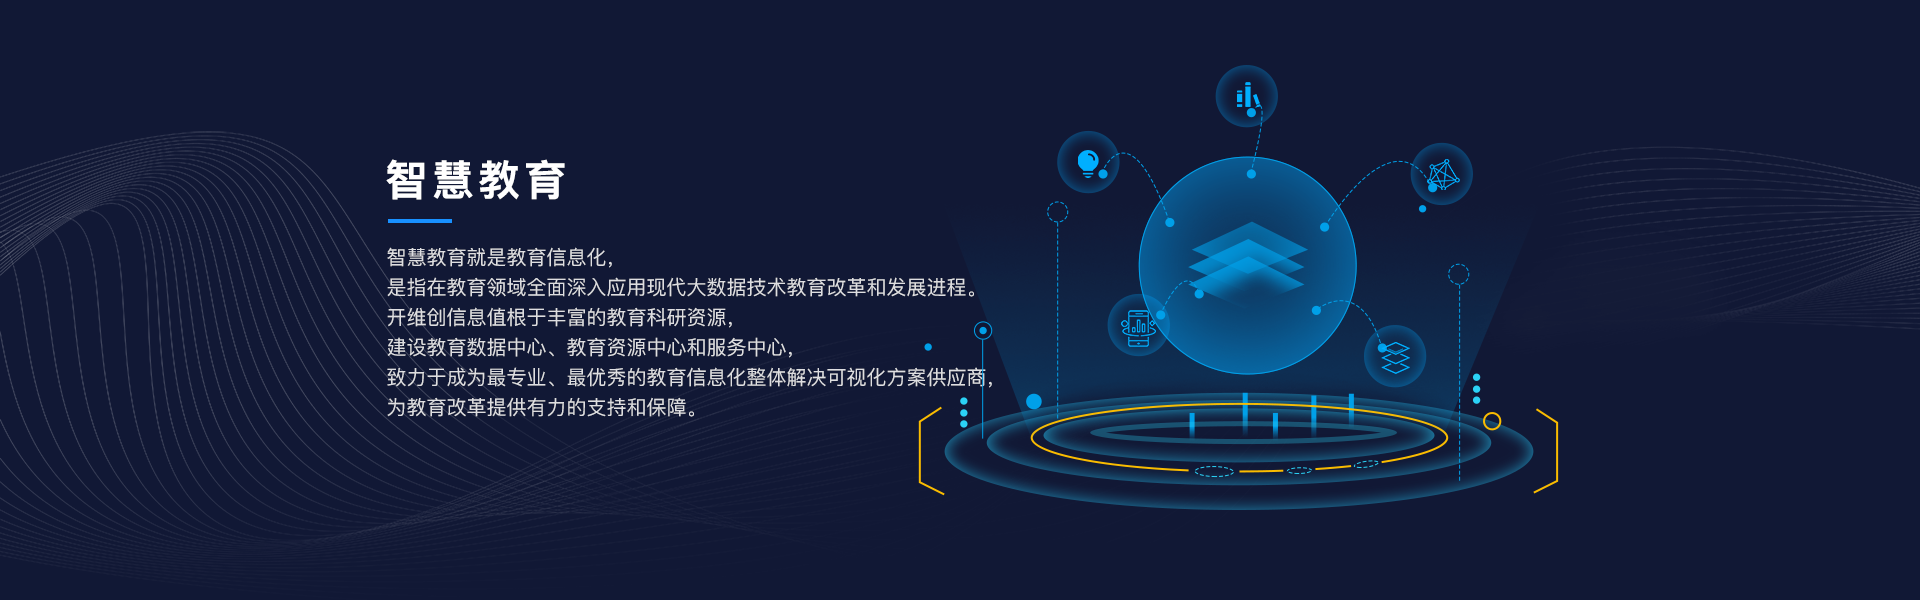 智慧教育
智慧教育就是教育信息化，
是指在教育领域全面深入应用现代大数据技术教育改革和发展进程。
开维创信息值根于丰富的教育科研资源，
建设教育数据中心、教育资源中心和服务中心，
致力于成为最专业、最优秀的教育信息化整体解决可视化方案供应商，
为教育改革提供有力的支持和保障。